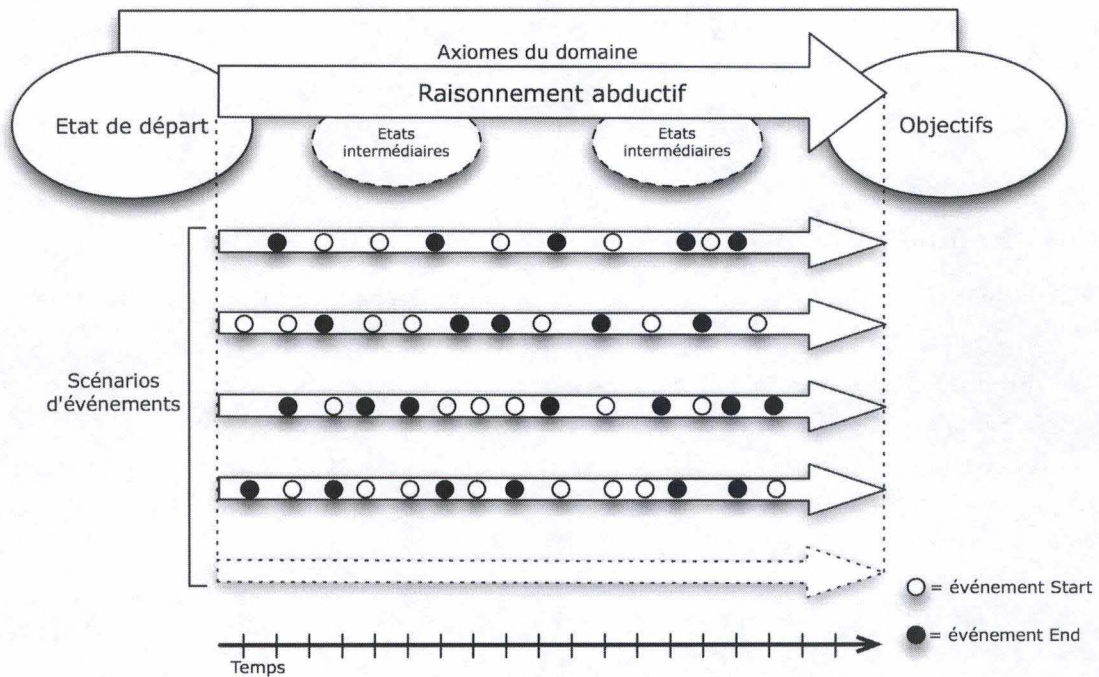 Axiomes du domaine
Raisonnement abductif
Etat de départ
Etats
intermédiaires
Etats
intermédiaires
Objectifs
Scénarios
d'événements
= événement Start
= événement End
Temps